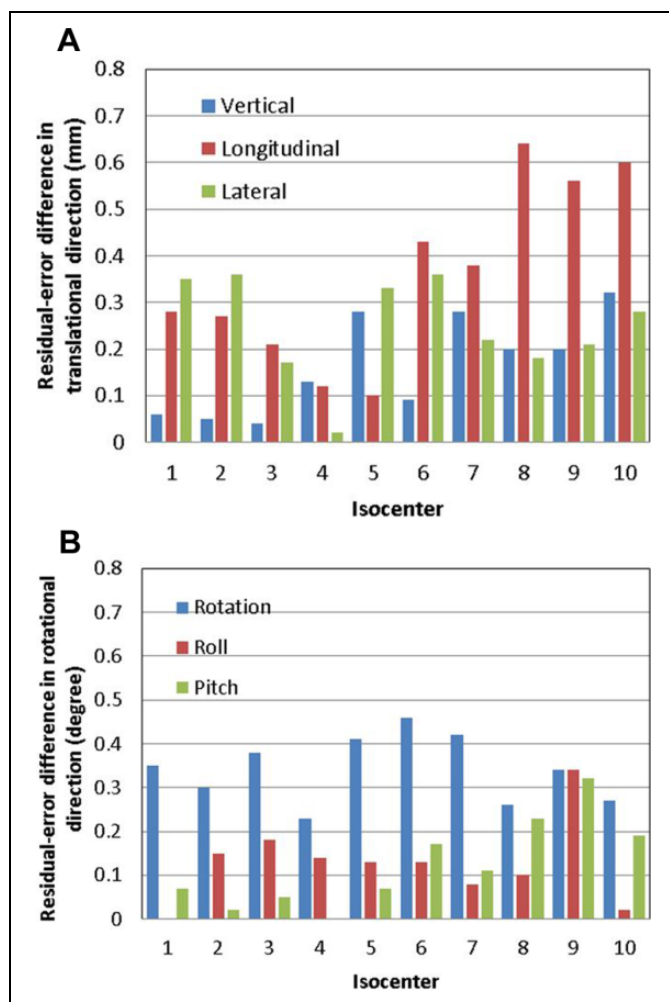 A
Residual-error difference in
translational direction (mm)
0.8
0.7
0.6
0.5
0.4
0.3
0.2
0.1
0
Vertical
Longitudinal
Lateral
1 2 3 4 5 6 7 8 9 10
Isocenter
B
Residual-error difference in rotational
direction (degree)
0.8
0.7
0.6
0.5
0.4
0.3
0.2
0.1
0
Rotation
Roll
Pitch
1 2 3 4 5 6 7 8 9 10
Isocenter